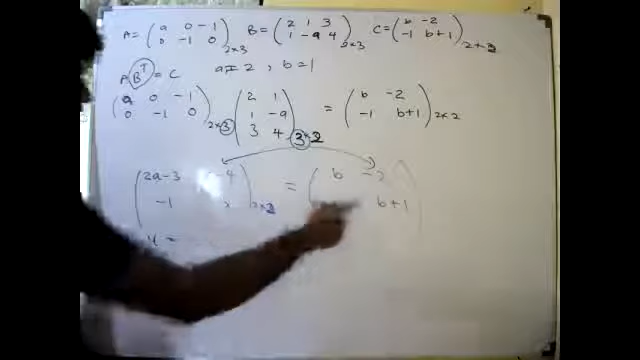 A = ( a 0 -1 / 0 -1 0 ) 2×3 B = ( 2 1 3 / 1 -a 4 ) 2×3 C = ( b -2 / -1 b+1 ) 2×2
A Bᵀ = C a = 2 , b = 1
( a 0 -1 / 0 -1 0 ) 2×3 ( 2 1 / 1 -a / 3 4 ) 3×2 = ( b -2 / -1 b+1 ) 2×2
( 2a-3 -4 / -1 ) 2×2 = ( b -2 / b+1 )